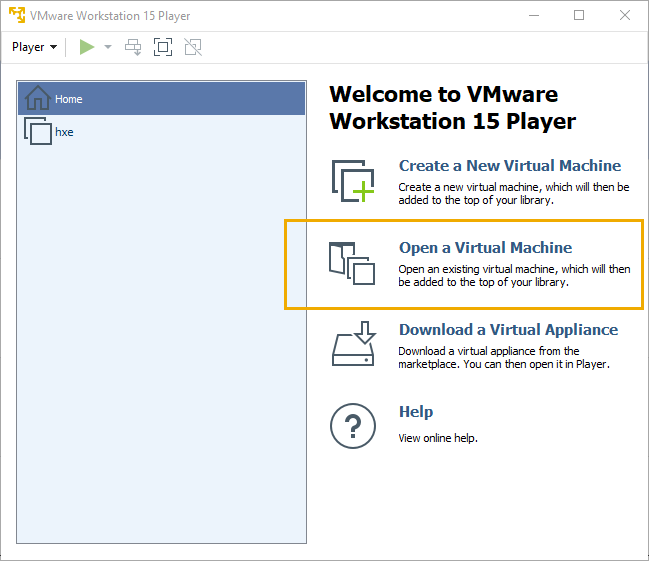 VMware Workstation 15 Player
Player
Home
hxe
Welcome to VMware
Workstation 15 Player
Create a New Virtual Machine
Create a new virtual machine, which will then be
added to the top of your library.
Open a Virtual Machine
Open an existing virtual machine, which will then
be added to the top of your library.
Download a Virtual Appliance
Download a virtual appliance from the
marketplace. You can then open it in Player.
?
Help
View online help.